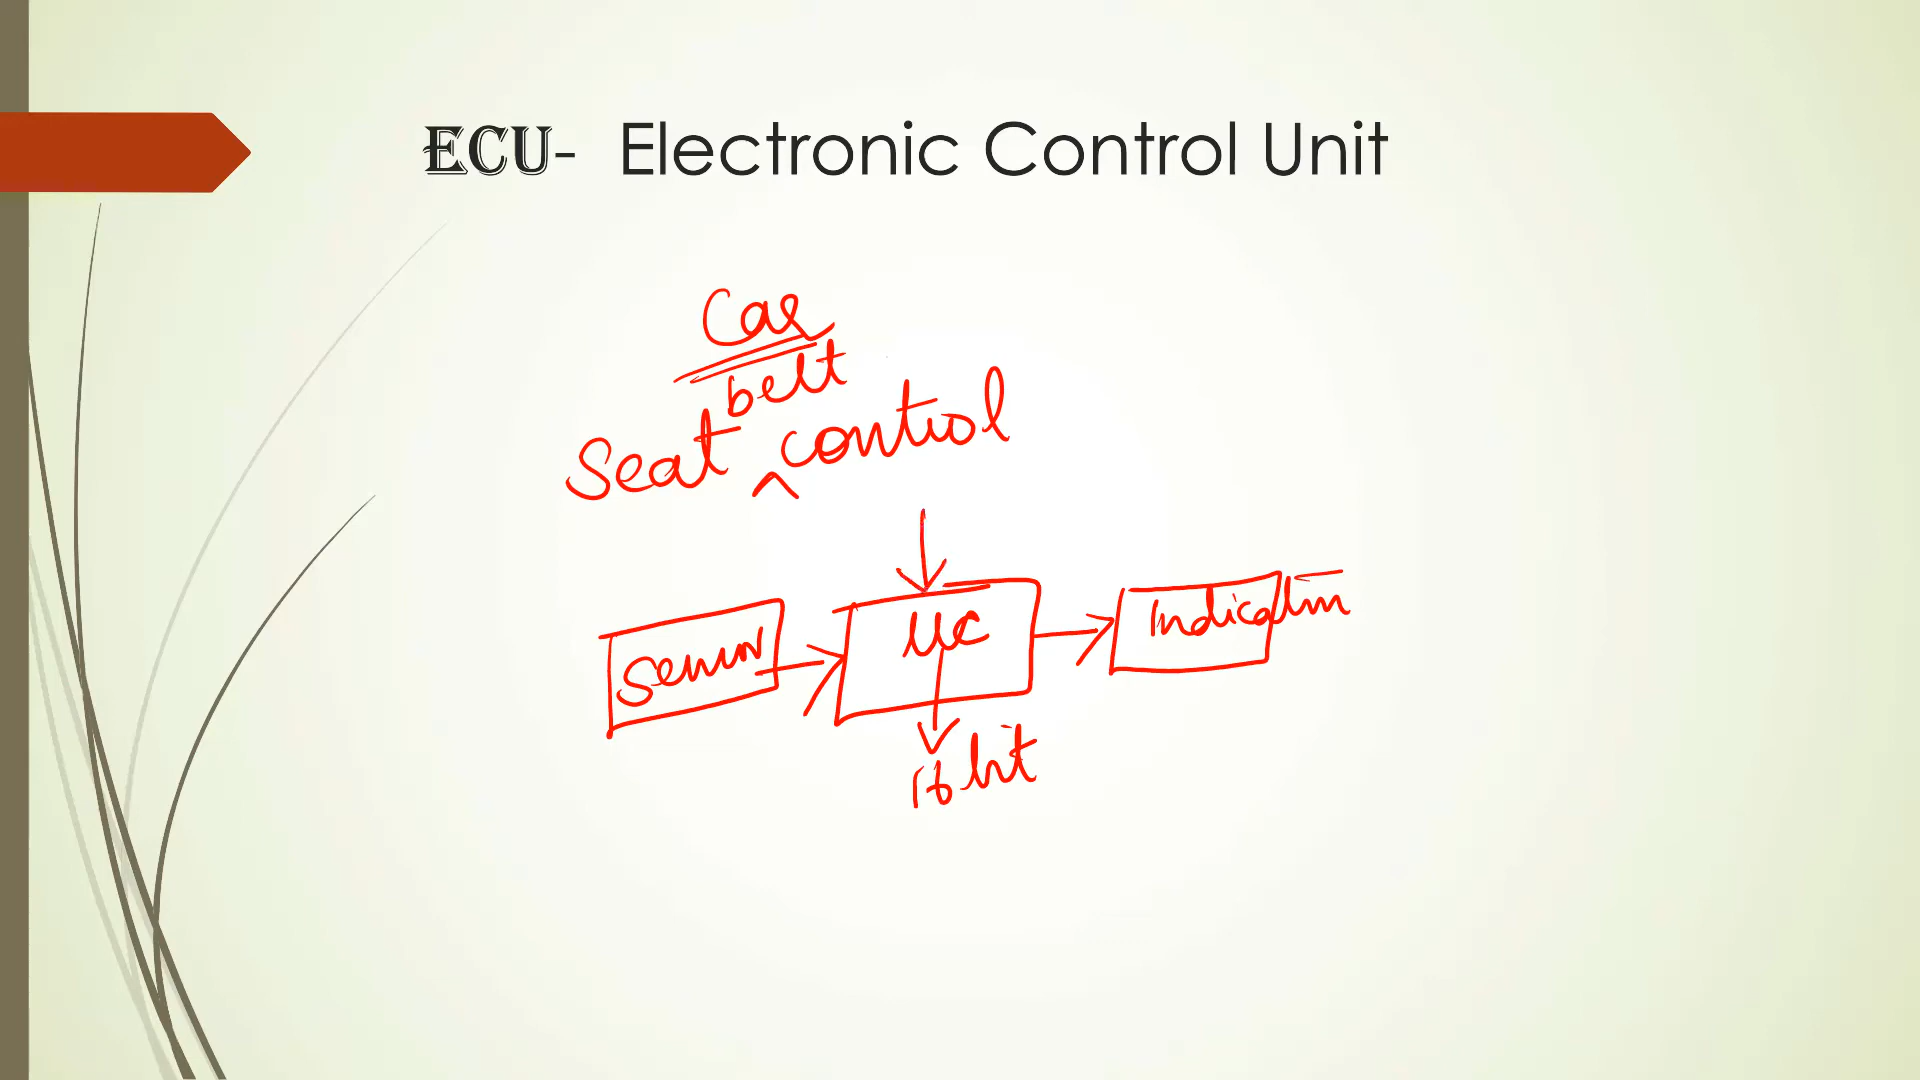 ECU- Electronic Control Unit
Car
belt
Seat ^ control
Sensor
UC
Indication
16 bit